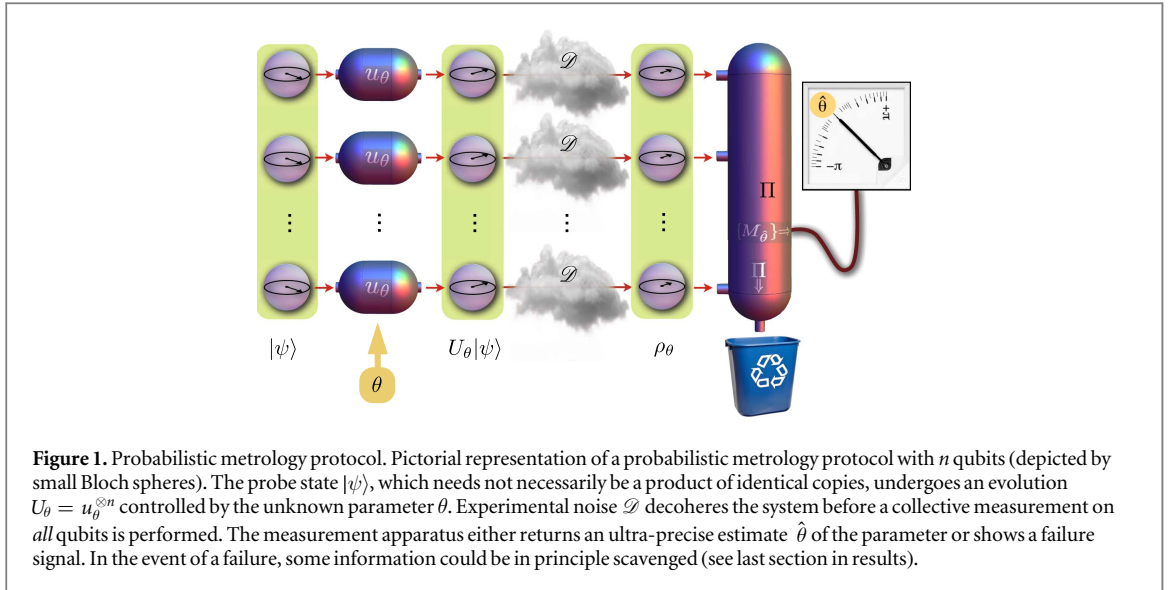 u_θ 𝒟 θ̂ +π
−π
u_θ 𝒟
Π
⋮ ⋮ ⋮ ⋮ ⋮ {M_θ̂}⇒
u_θ 𝒟 Π̄ ⇓
|ψ⟩ U_θ|ψ⟩ ρ_θ
θ
Figure 1. Probabilistic metrology protocol. Pictorial representation of a probabilistic metrology protocol with n qubits (depicted by
small Bloch spheres). The probe state |ψ⟩, which needs not necessarily be a product of identical copies, undergoes an evolution
U_θ = u_θ^⊗n controlled by the unknown parameter θ. Experimental noise 𝒟 decoheres the system before a collective measurement on
all qubits is performed. The measurement apparatus either returns an ultra-precise estimate θ̂ of the parameter or shows a failure
signal. In the event of a failure, some information could be in principle scavenged (see last section in results).